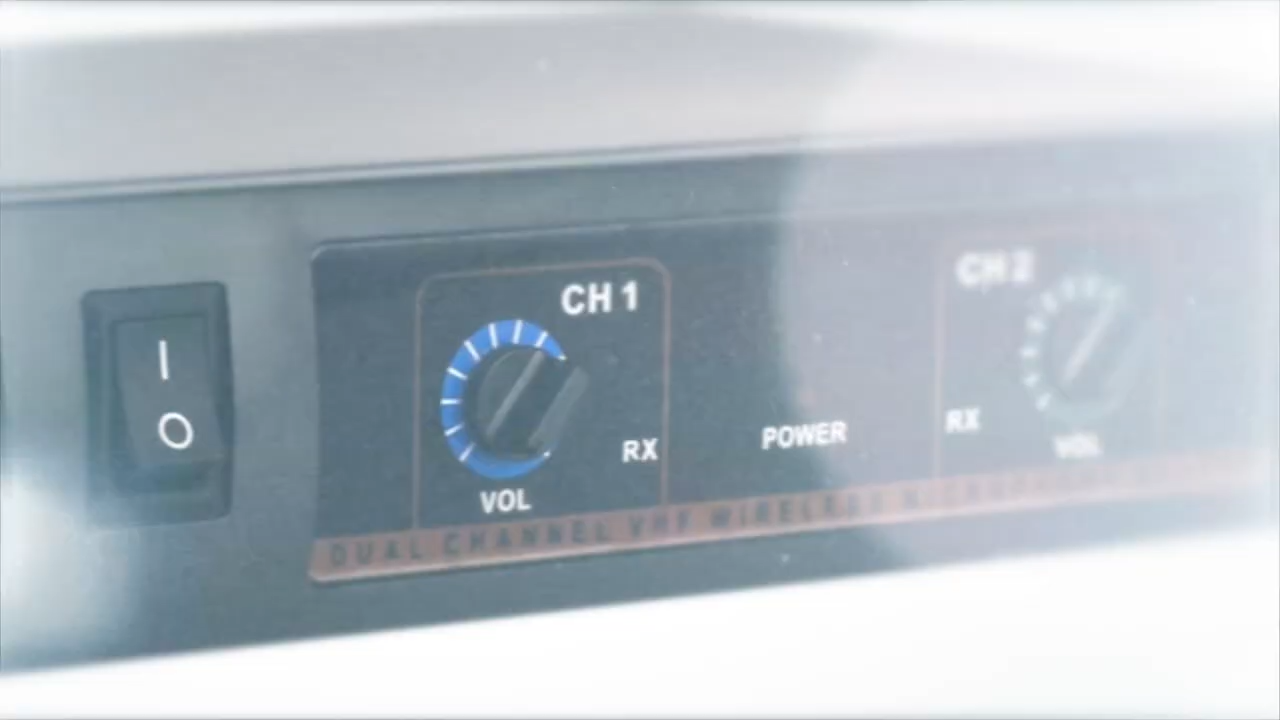 I
O
CH 1
VOL
RX
POWER
CH 2
RX
VOL
DUAL CHANNEL VHF WIRELESS